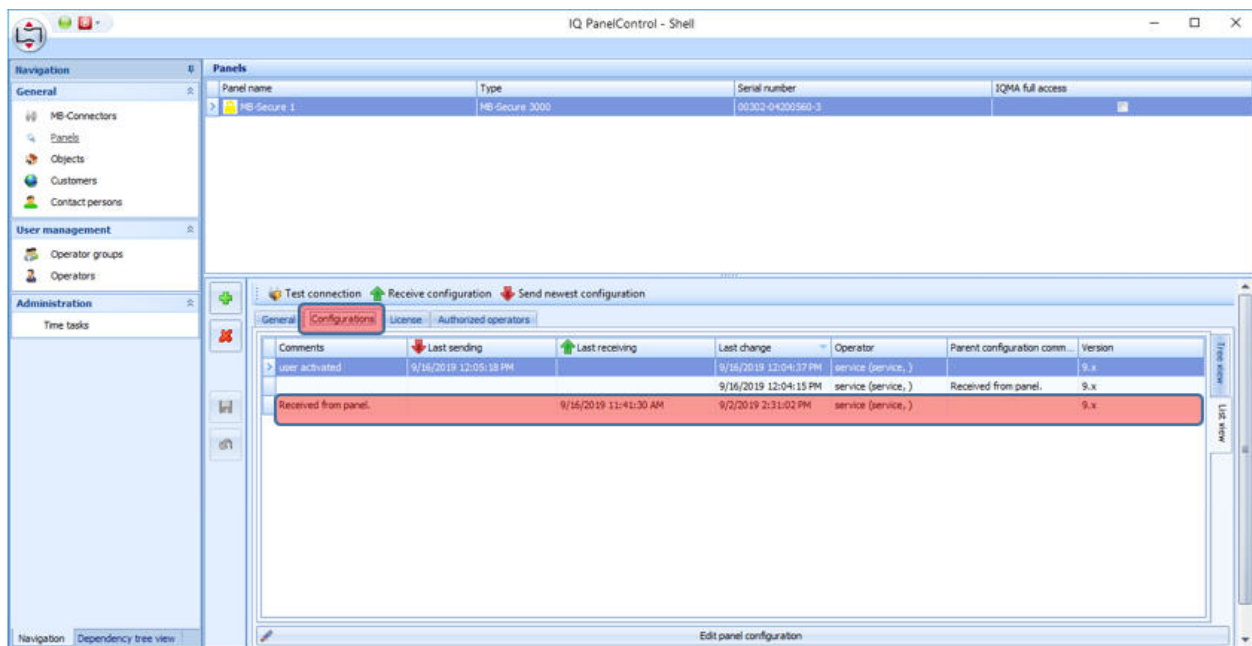 IQ PanelControl - Shell
Navigation
General
MB-Connectors
Panels
Objects
Customers
Contact persons
User management
Operator groups
Operators
Administration
Time tasks
Navigation Dependency tree view
Panels
Panel name Type Serial number IQMA full access
MB-Secure 1 MB-Secure 3000 00302-04200560-3
Test connection Receive configuration Send newest configuration
General Configurations License Authorized operators
Comments Last sending Last receiving Last change Operator Parent configuration comm... Version
user activated 9/16/2019 12:05:18 PM 9/16/2019 12:04:37 PM service (service, ) 9.x
9/16/2019 12:04:15 PM service (service, ) Received from panel. 9.x
Received from panel. 9/16/2019 11:41:30 AM 9/2/2019 2:31:02 PM service (service, ) 9.x
Tree view
List view
Edit panel configuration